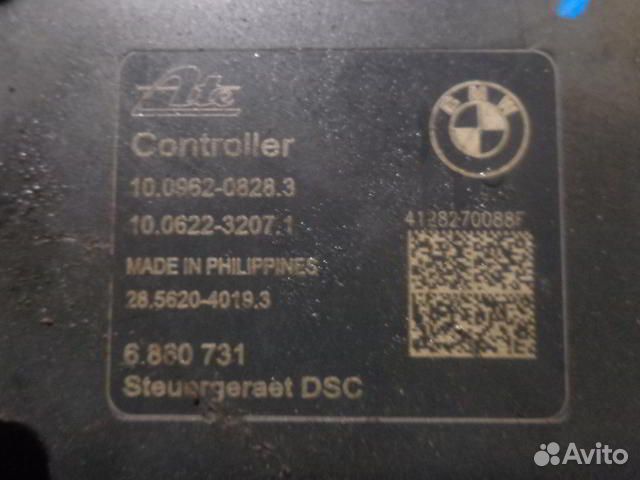 Ate
BMW
Controller
10.0962-0828.3
10.0622-3207.1
4128270088F
MADE IN PHILIPPINES
28.5620-4019.3
6.860 731
Steuergeraet DSC
Avito